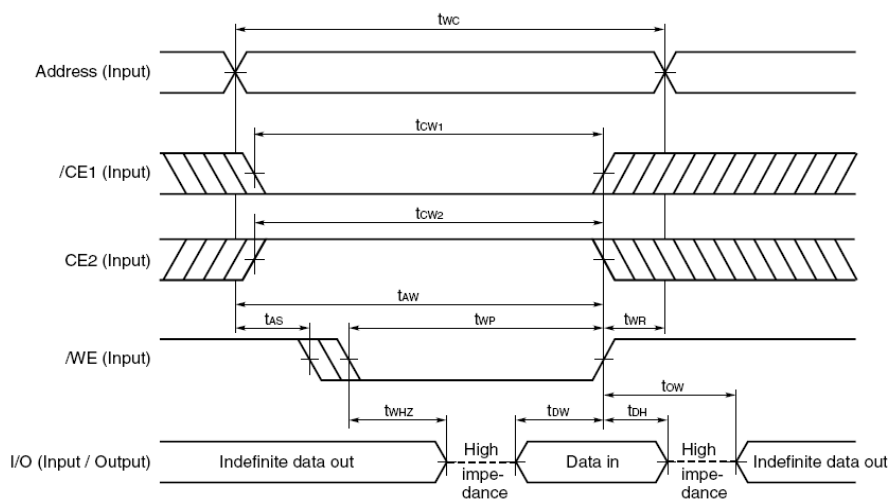 tWC
Address (Input)
tCW1
/CE1 (Input)
tCW2
CE2 (Input)
tAW
tAS
tWP
tWR
/WE (Input)
tOW
tWHZ
tDW
tDH
I/O (Input / Output)
Indefinite data out
High
impe-
dance
Data in
High
impe-
dance
Indefinite data out